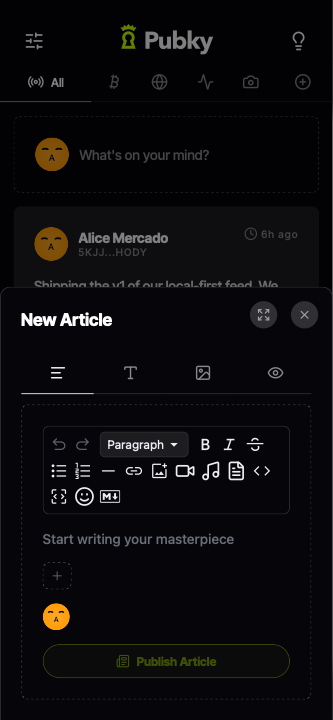 Pubky
All
What's on your mind?
Alice Mercado
6h ago
5KJJ...HODY
Shipping the v1 of our local-first feed. We
New Article
Paragraph
B I S
M↓
Start writing your masterpiece
Publish Article